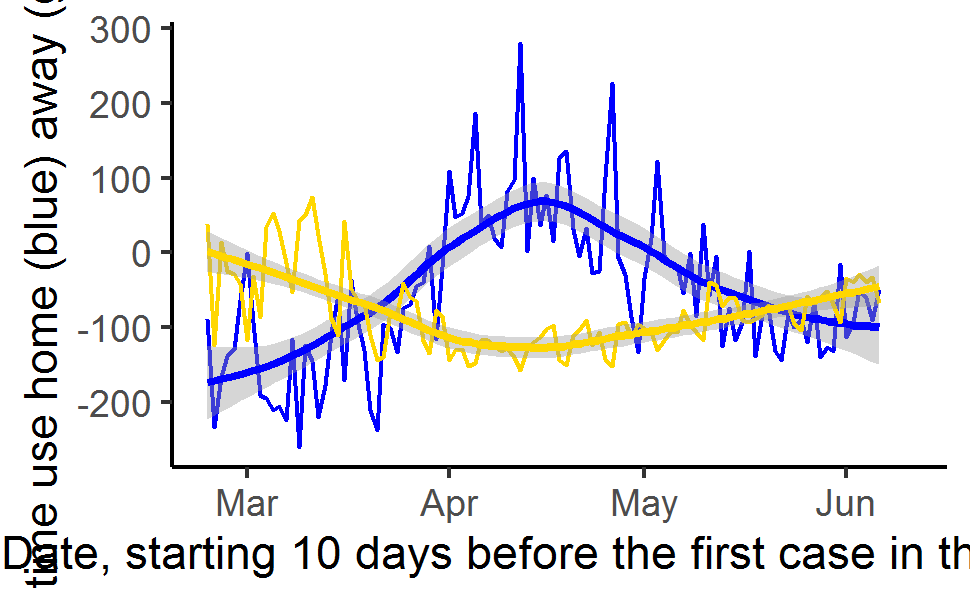 time use home (blue) away (
300
200
100
0
-100
-200
Mar Apr May Jun
Date, starting 10 days before the first case in th